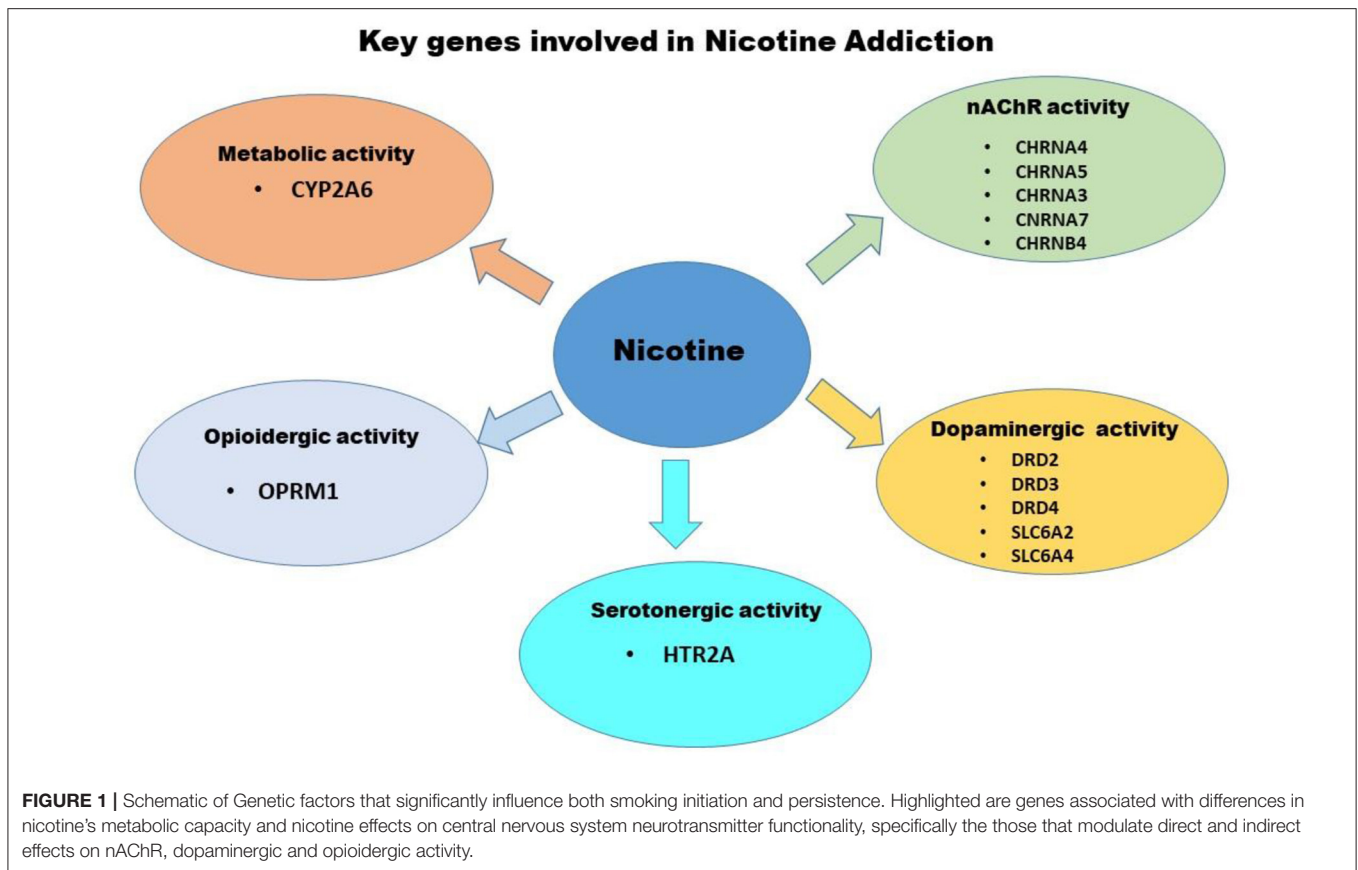 Key genes involved in Nicotine Addiction
Metabolic activity
• CYP2A6
nAChR activity
• CHRNA4
• CHRNA5
• CHRNA3
• CNRNA7
• CHRNB4
Nicotine
Opioidergic activity
• OPRM1
Dopaminergic activity
• DRD2
• DRD3
• DRD4
• SLC6A2
• SLC6A4
Serotonergic activity
• HTR2A
FIGURE 1 | Schematic of Genetic factors that significantly influence both smoking initiation and persistence. Highlighted are genes associated with differences in
nicotine's metabolic capacity and nicotine effects on central nervous system neurotransmitter functionality, specifically the those that modulate direct and indirect
effects on nAChR, dopaminergic and opioidergic activity.